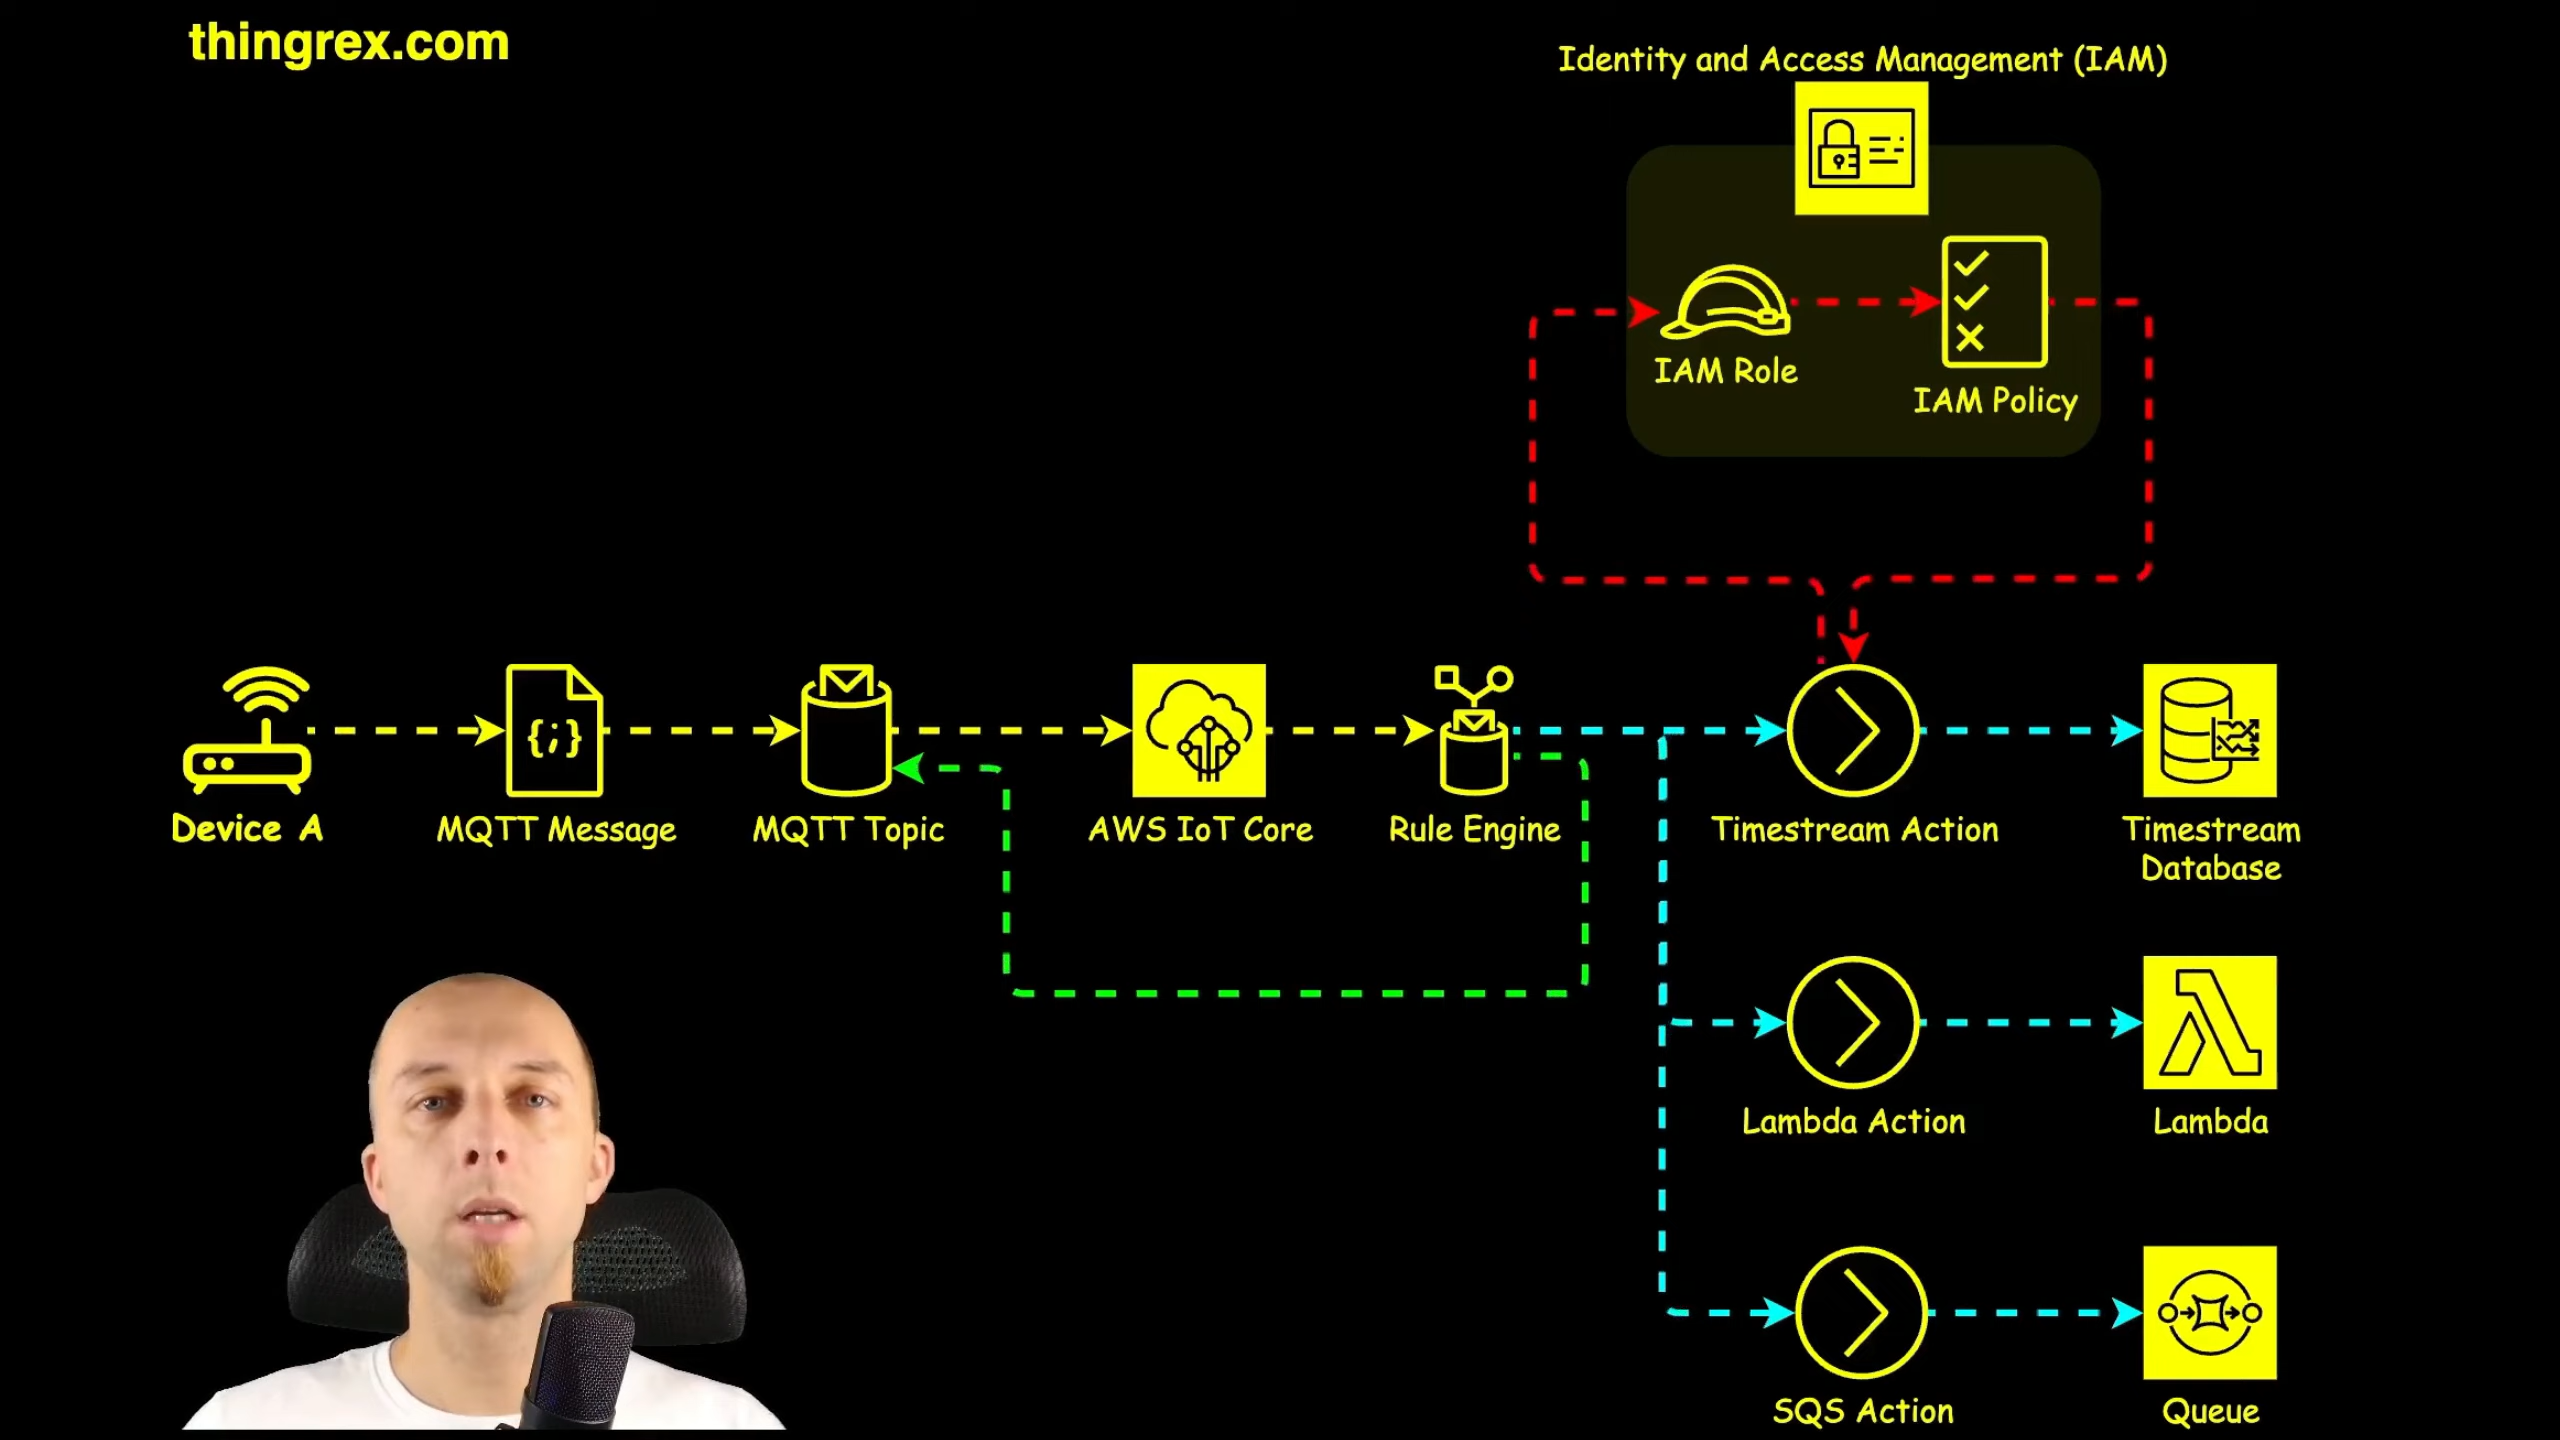 thingrex.com
Identity and Access Management (IAM)
IAM Role
IAM Policy
{;}
Device A
MQTT Message
MQTT Topic
AWS IoT Core
Rule Engine
Timestream Action
Timestream
Database
Lambda Action
Lambda
SQS Action
Queue